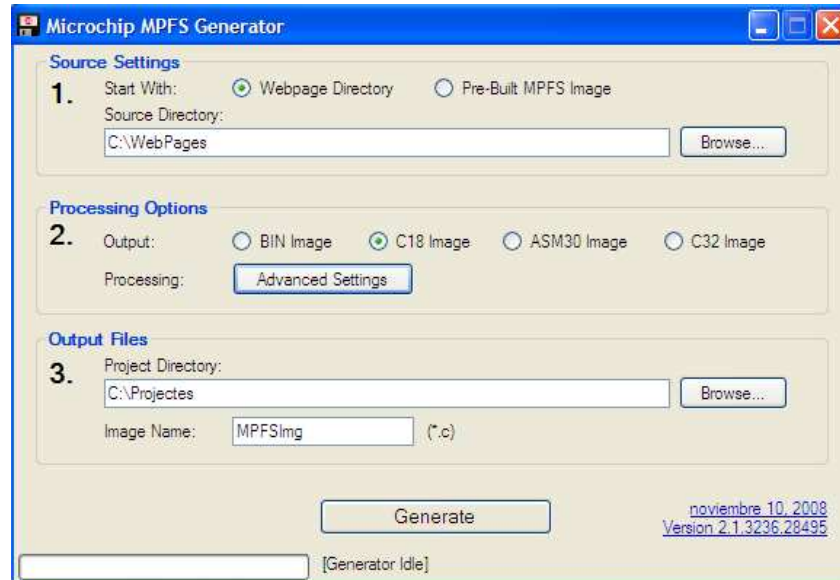 Microchip MPFS Generator
Source Settings
1. Start With: Webpage Directory Pre-Built MPFS Image
Source Directory:
C:\WebPages Browse...
Processing Options
2. Output: BIN Image C18 Image ASM30 Image C32 Image
Processing: Advanced Settings
Output Files
3. Project Directory:
C:\Projectes Browse...
Image Name: MPFSImg (*.c)
Generate noviembre 10, 2008
Version 2.1.3236.28495
[Generator Idle]